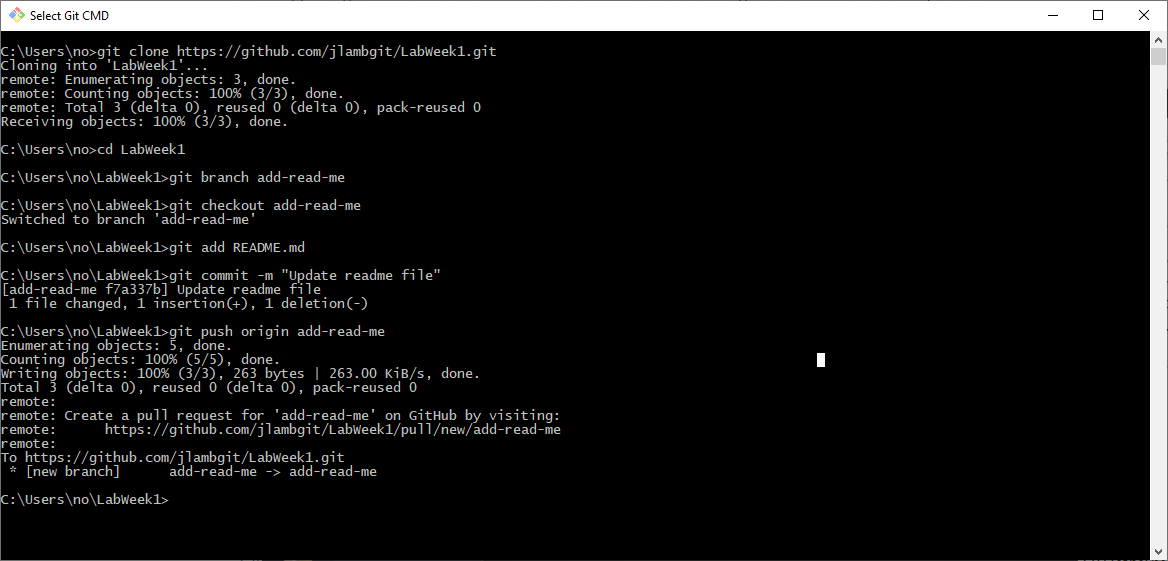 Select Git CMD
C:\Users\no>git clone https://github.com/jlambgit/LabWeek1.git
Cloning into 'LabWeek1'...
remote: Enumerating objects: 3, done.
remote: Counting objects: 100% (3/3), done.
remote: Total 3 (delta 0), reused 0 (delta 0), pack-reused 0
Receiving objects: 100% (3/3), done.
C:\Users\no>cd LabWeek1
C:\Users\no\LabWeek1>git branch add-read-me
C:\Users\no\LabWeek1>git checkout add-read-me
Switched to branch 'add-read-me'
C:\Users\no\LabWeek1>git add README.md
C:\Users\no\LabWeek1>git commit -m "Update readme file"
[add-read-me f7a337b] Update readme file
 1 file changed, 1 insertion(+), 1 deletion(-)
C:\Users\no\LabWeek1>git push origin add-read-me
Enumerating objects: 5, done.
Counting objects: 100% (5/5), done.
Writing objects: 100% (3/3), 263 bytes | 263.00 KiB/s, done.
Total 3 (delta 0), reused 0 (delta 0), pack-reused 0
remote:
remote: Create a pull request for 'add-read-me' on GitHub by visiting:
remote:      https://github.com/jlambgit/LabWeek1/pull/new/add-read-me
remote:
To https://github.com/jlambgit/LabWeek1.git
 * [new branch]      add-read-me -> add-read-me
C:\Users\no\LabWeek1>